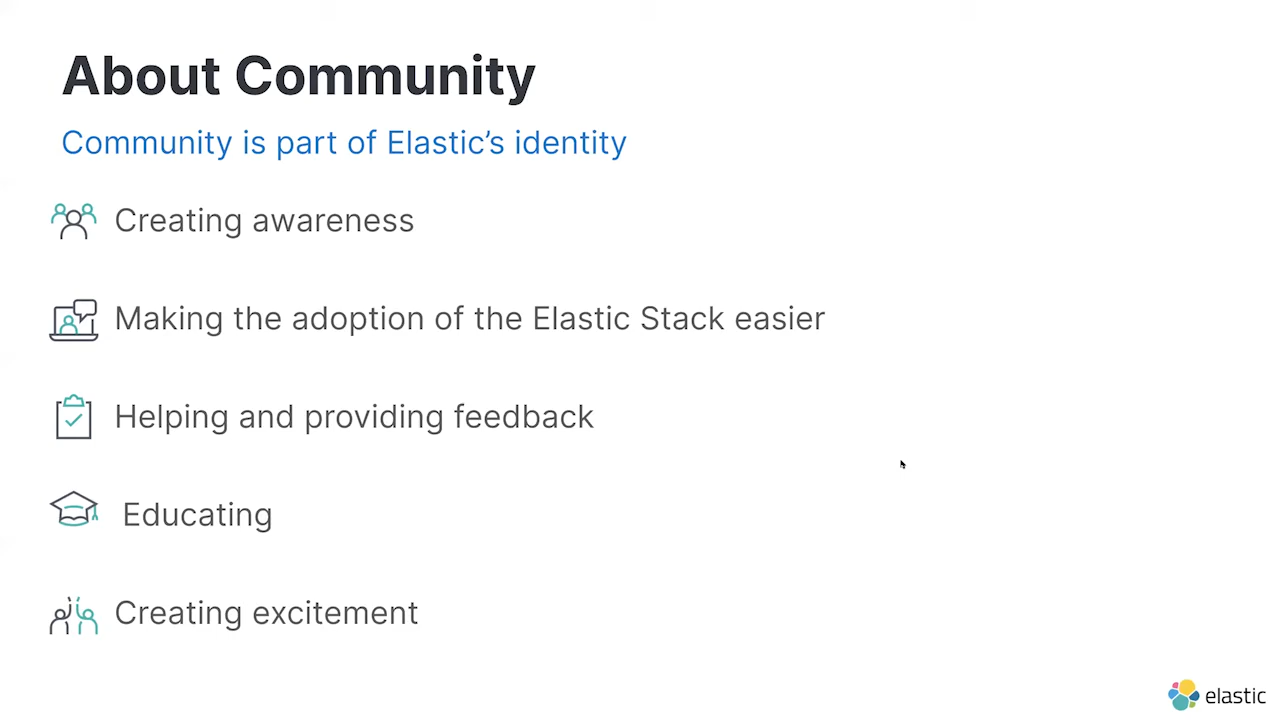 About Community
Community is part of Elastic’s identity
Creating awareness
Making the adoption of the Elastic Stack easier
Helping and providing feedback
Educating
Creating excitement
elastic